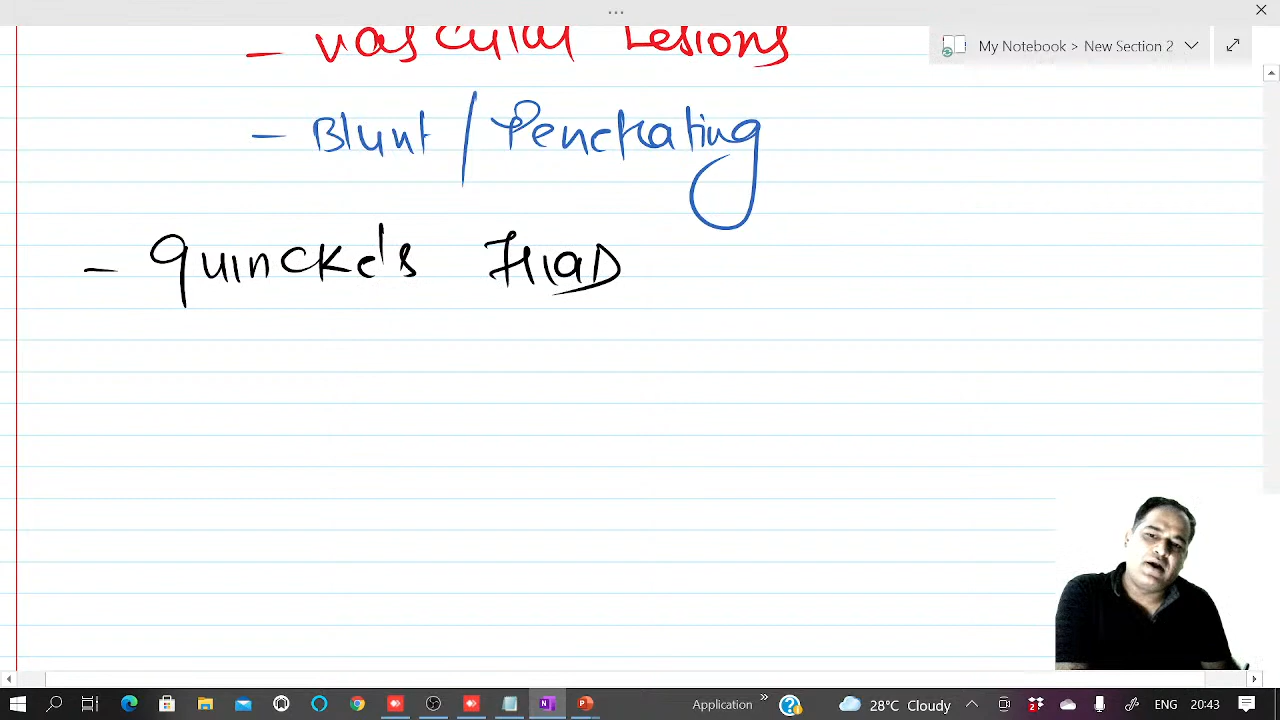 ...
My Notebook > New Section 2
- Vascular Lesions
- Blunt / Penetrating
- Quincke's TRIAD
Application
28°C Cloudy
ENG
20:43